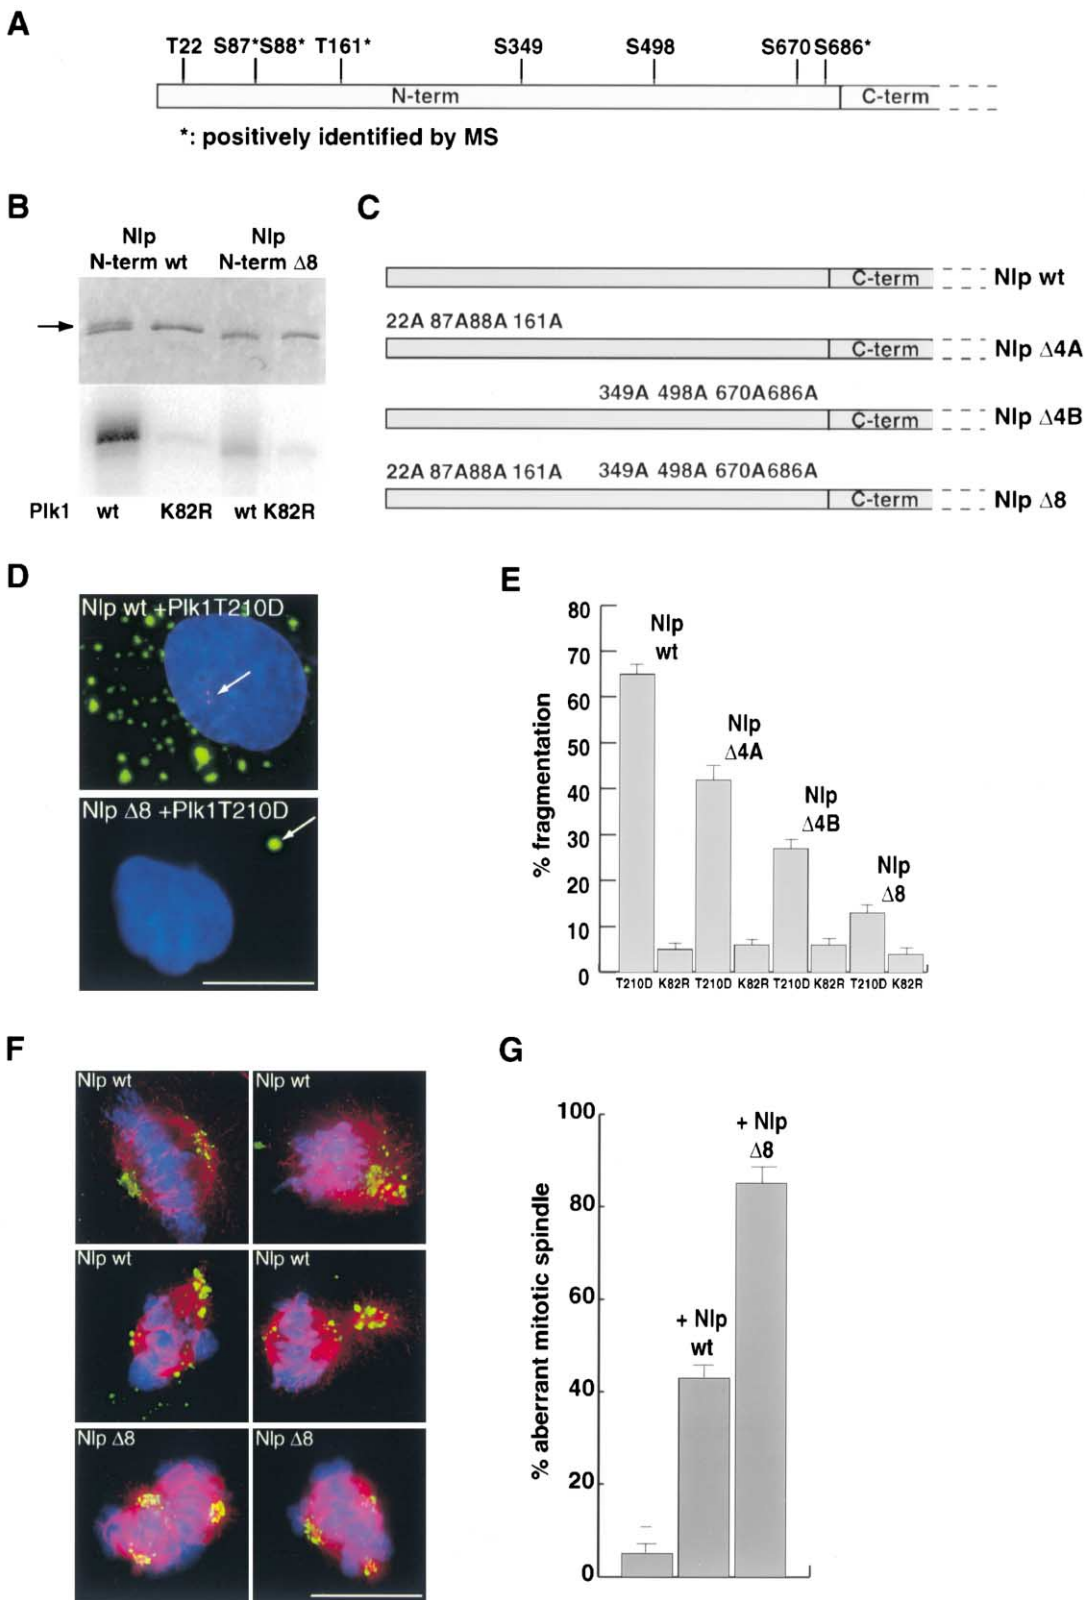 A
T22 S87*S88* T161* S349 S498 S670 S686*
N-term C-term
*: positively identified by MS
B
Nlp Nlp
N-term wt N-term Δ8
Plk1 wt K82R wt K82R
C
C-term Nlp wt
22A 87A88A 161A
C-term Nlp Δ4A
349A 498A 670A686A
C-term Nlp Δ4B
22A 87A88A 161A 349A 498A 670A686A
C-term Nlp Δ8
D
Nlp wt +Plk1T210D
Nlp Δ8 +Plk1T210D
E
% fragmentation
80
70
60
50
40
30
20
10
0
Nlp
wt
Nlp
Δ4A
Nlp
Δ4B
Nlp
Δ8
T210D K82R T210D K82R T210D K82R T210D K82R
F
Nlp wt Nlp wt
Nlp wt Nlp wt
Nlp Δ8 Nlp Δ8
G
% aberrant mitotic spindle
100
80
60
40
20
0
+ Nlp
wt
+ Nlp
Δ8